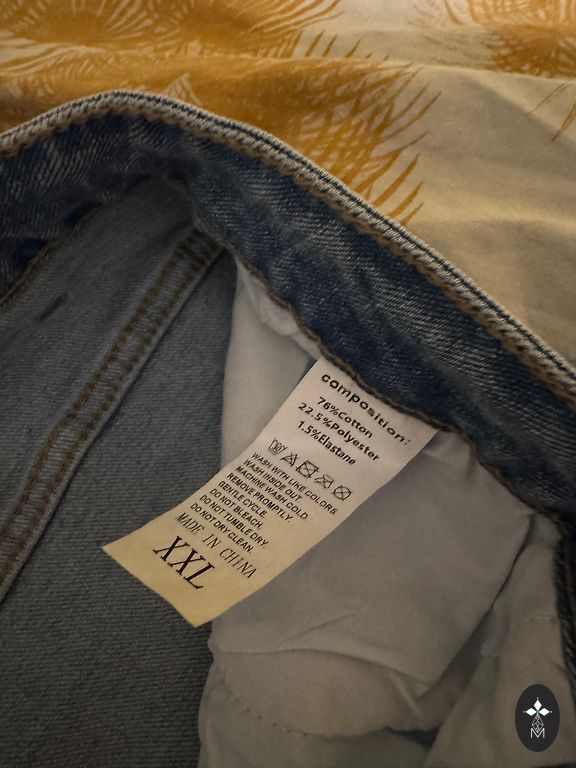 composition:
76%Cotton
22.5%Polyester
1.5%Elastane
WASH WITH LIKE COLORS
WASH INSIDE OUT
MACHINE WASH COLD.
REMOVE PROMPTLY.
GENTLE CYCLE.
DO NOT BLEACH.
DO NOT TUMBLE DRY.
DO NOT DRY CLEAN.
MADE IN CHINA
XXL